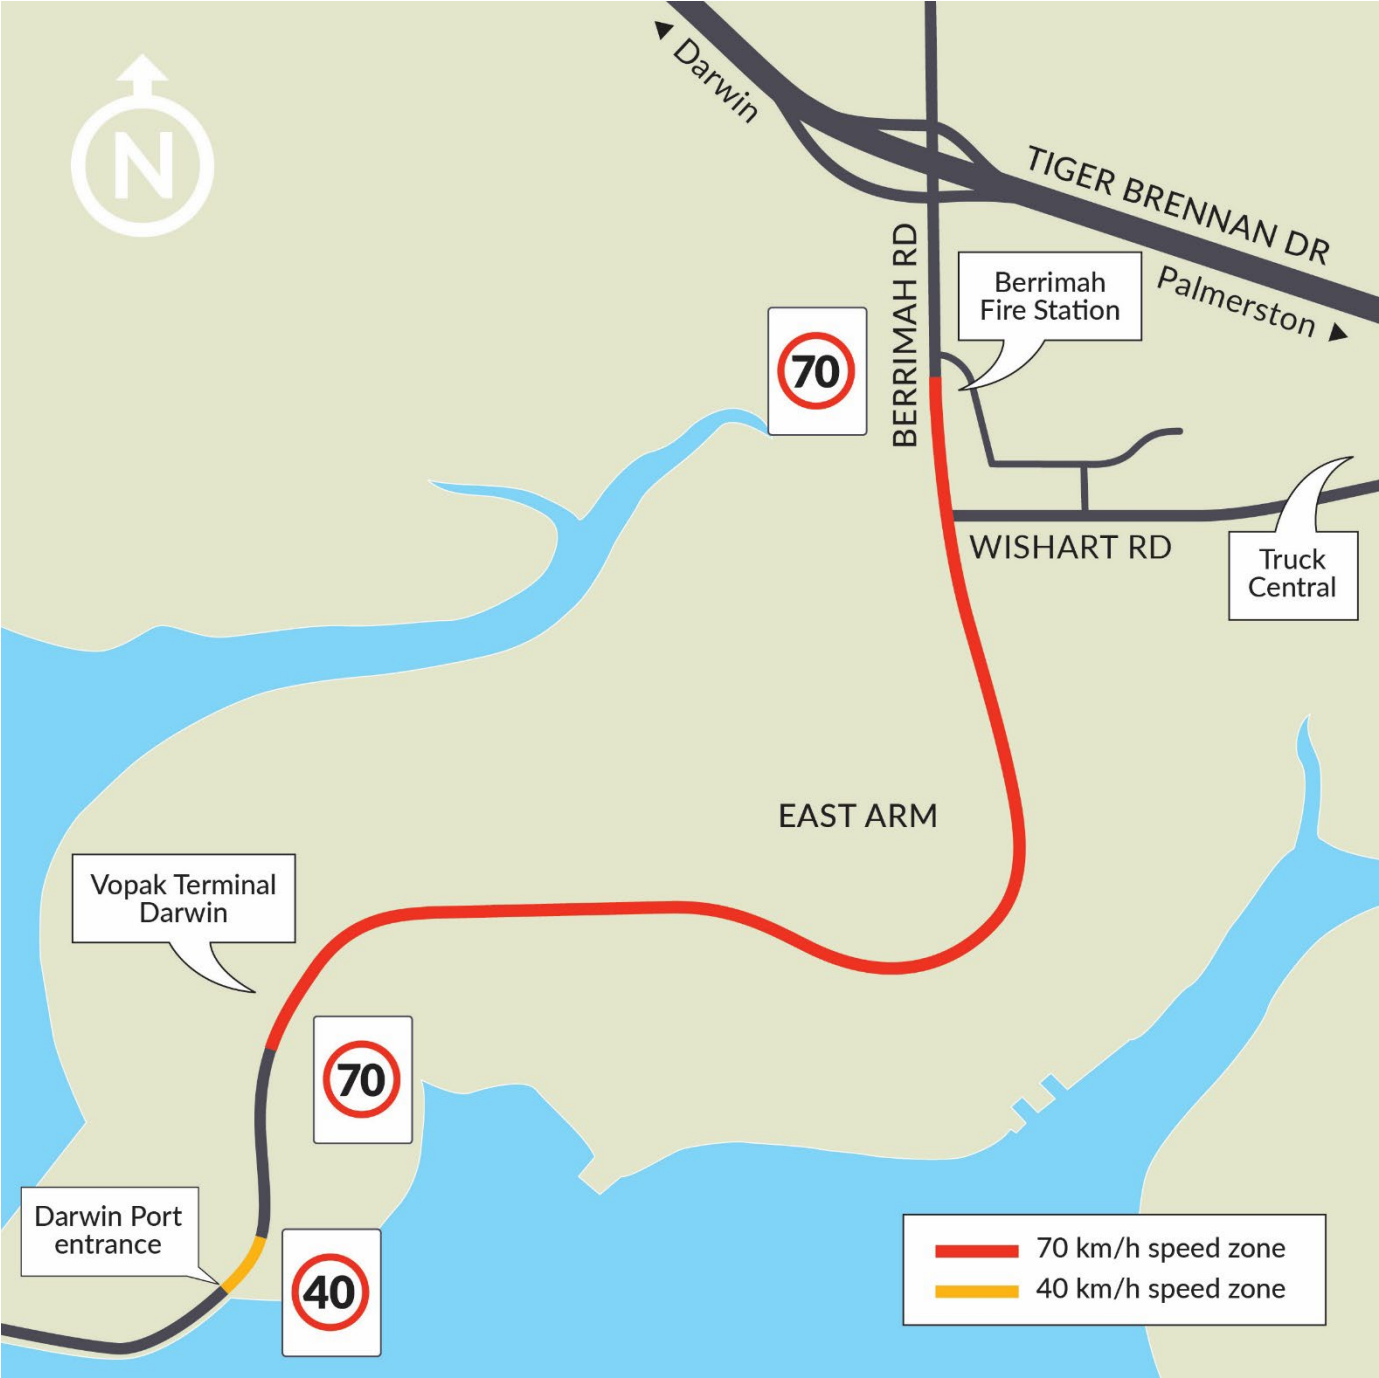 N
◀ Darwin
TIGER BRENNAN DR
Palmerston ▶
BERRIMAH RD
Berrimah
Fire Station
70
WISHART RD
Truck
Central
EAST ARM
Vopak Terminal
Darwin
70
Darwin Port
entrance
40
70 km/h speed zone
40 km/h speed zone